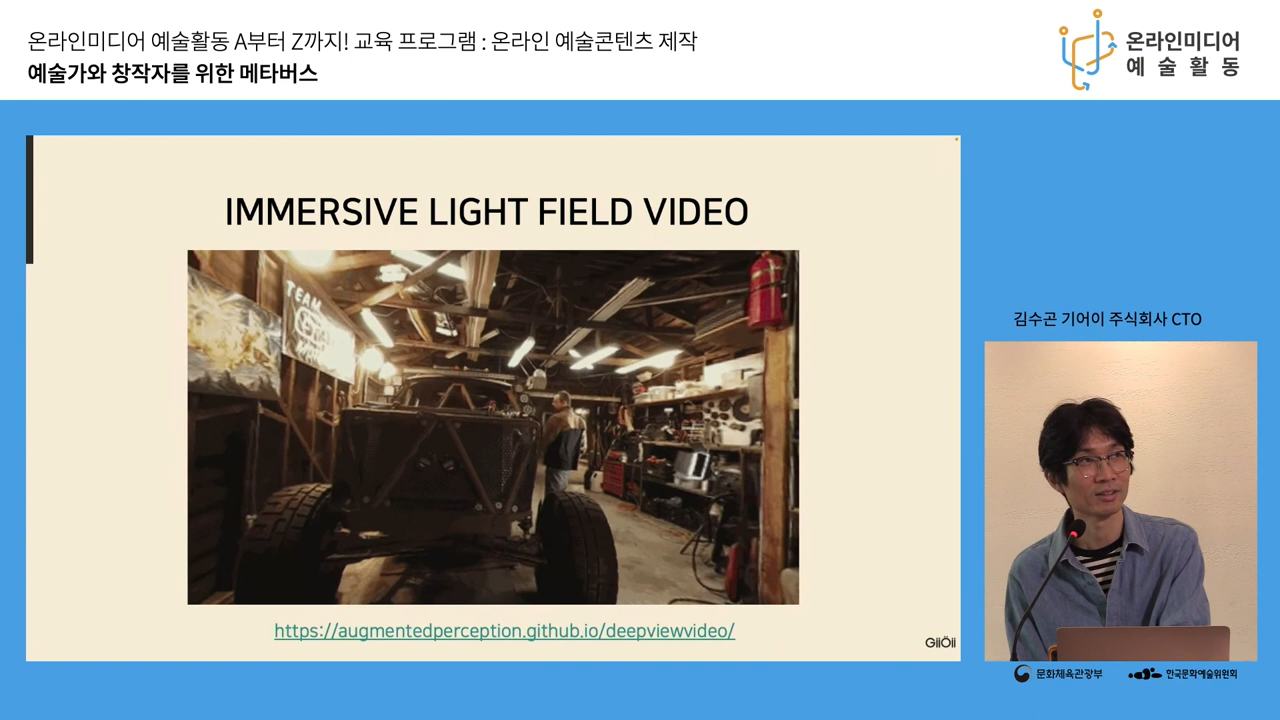 온라인미디어 예술활동 A부터 Z까지! 교육 프로그램 : 온라인 예술콘텐츠 제작
예술가와 창작자를 위한 메타버스
온라인미디어
예 술 활 동
IMMERSIVE LIGHT FIELD VIDEO
TEAM
https://augmentedperception.github.io/deepviewvideo/
GiiÖii
김수곤 기어이 주식회사 CTO
문화체육관광부
한국문화예술위원회